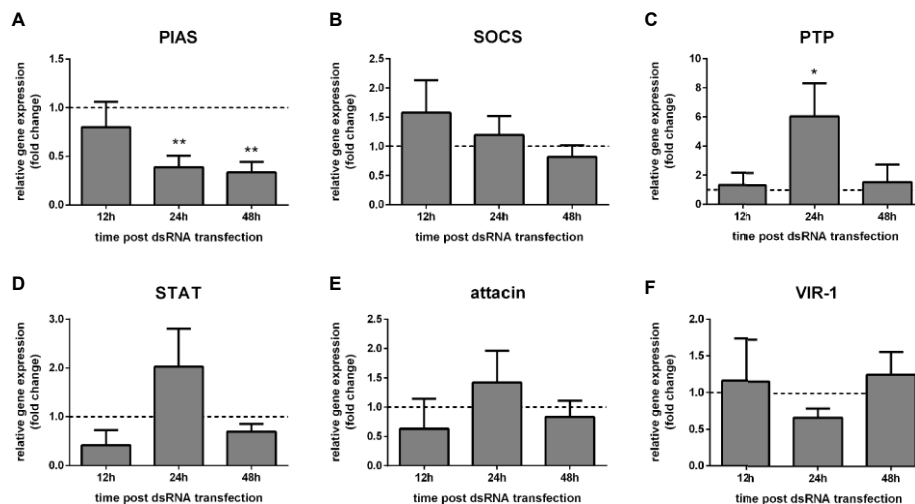 A
PIAS
relative gene expression
(fold change)
1.5
1.0
0.5
0.0
**
**
12h
24h
48h
time post dsRNA transfection
B
SOCS
relative gene expression
(fold change)
2.5
2.0
1.5
1.0
0.5
0.0
12h
24h
48h
time post dsRNA transfection
C
PTP
relative gene expression
(fold change)
10
8
6
4
2
0
*
12h
24h
48h
time post dsRNA transfection
D
STAT
relative gene expression
(fold change)
3.0
2.0
1.0
0.0
12h
24h
48h
time post dsRNA transfection
E
attacin
relative gene expression
(fold change)
2.5
2.0
1.5
1.0
0.5
0.0
12h
24h
48h
time post dsRNA transfection
F
VIR-1
relative gene expression
(fold change)
2.0
1.5
1.0
0.5
0.0
12h
24h
48h
time post dsRNA transfection